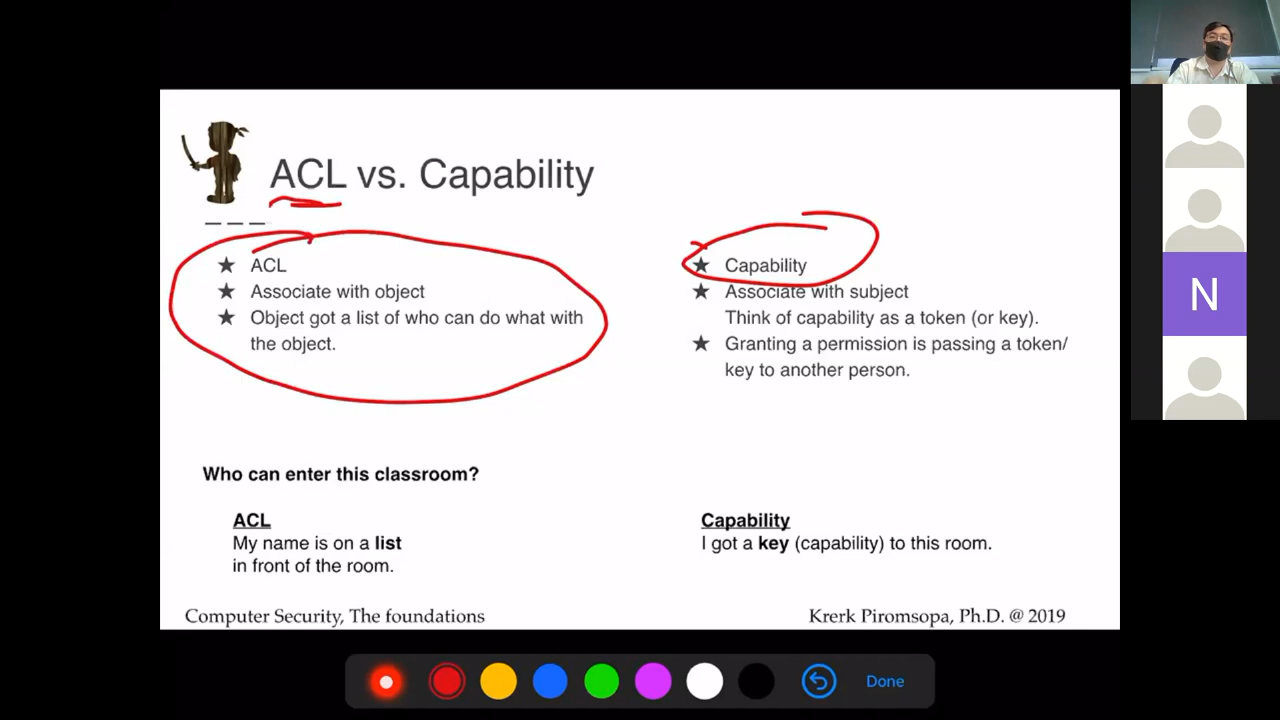 ACL vs. Capability
★ ACL
★ Associate with object
★ Object got a list of who can do what with
the object.
★ Capability
★ Associate with subject
Think of capability as a token (or key).
★ Granting a permission is passing a token/
key to another person.
Who can enter this classroom?
ACL
My name is on a list
in front of the room.
Capability
I got a key (capability) to this room.
Computer Security, The foundations
Krerk Piromsopa, Ph.D. @ 2019
N
Done